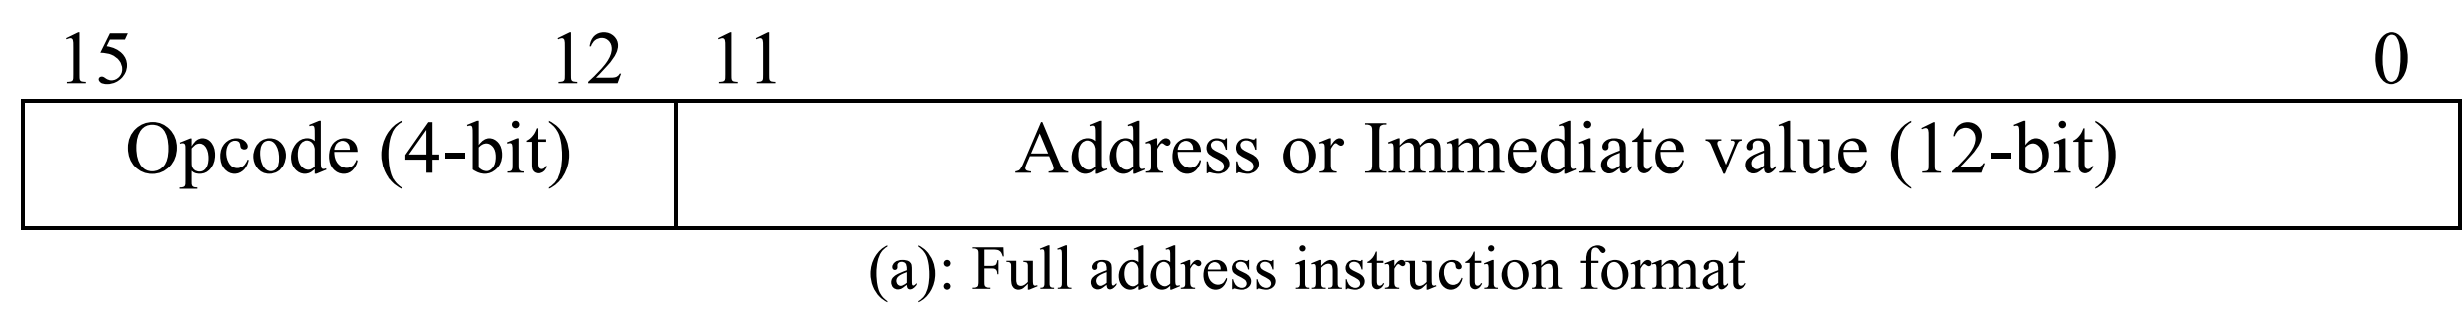 15 12 11 0
Opcode (4-bit) Address or Immediate value (12-bit)
(a): Full address instruction format